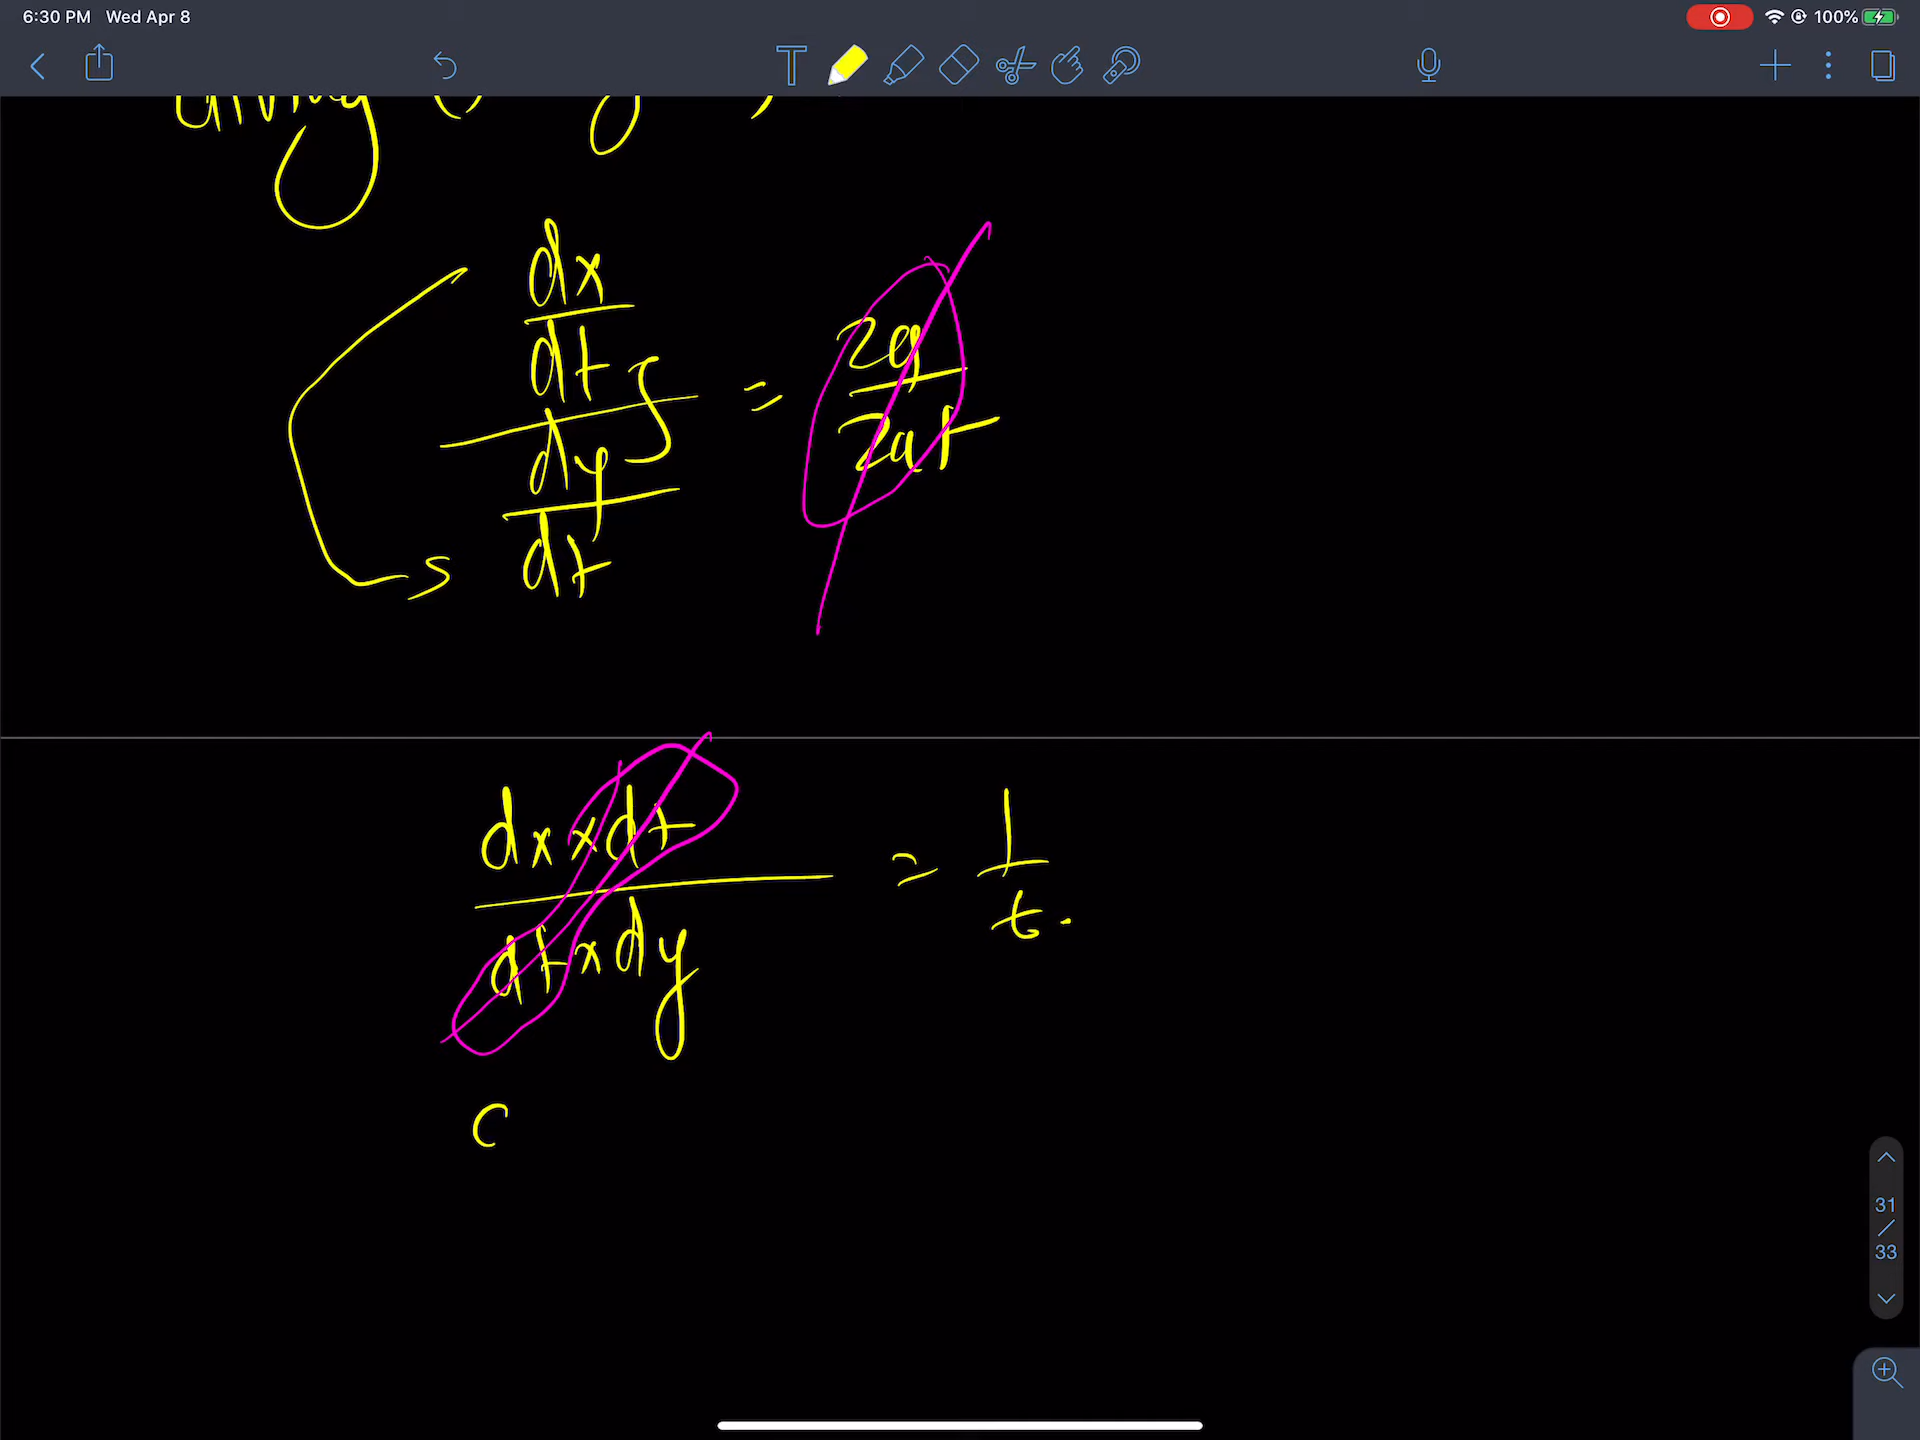 6:30 PM Wed Apr 8 100%
dx
dt
dy
dt
=
2a
2at
dx x dt
dt x dy
= 1
t.
31
/
33